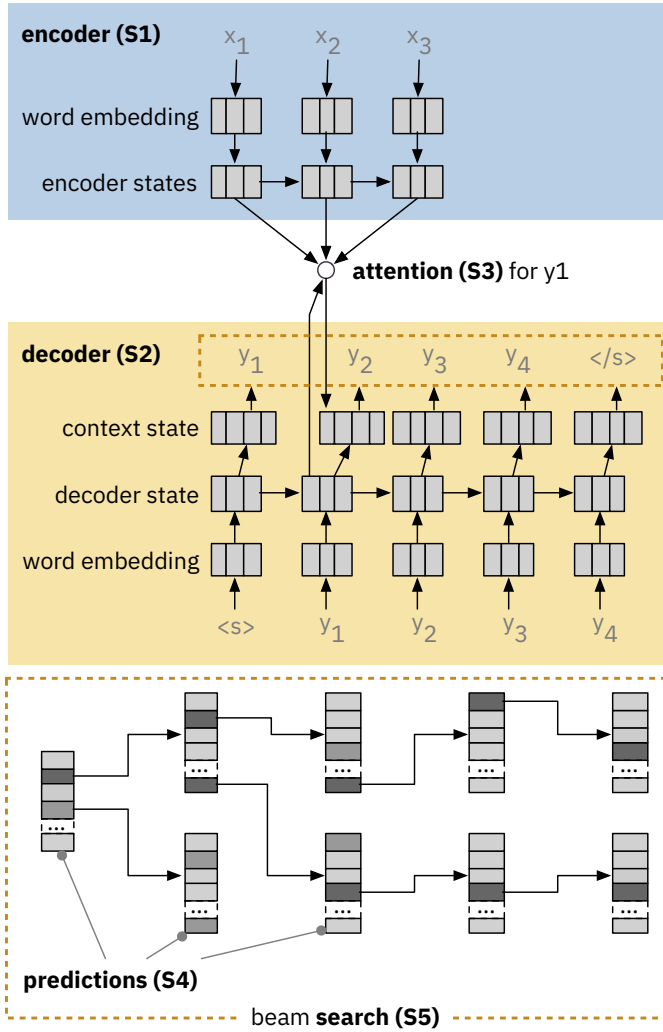 encoder (S1)
x1 x2 x3
word embedding
encoder states
attention (S3) for y1
decoder (S2)
y1 y2 y3 y4 </s>
context state
decoder state
word embedding
<s> y1 y2 y3 y4
... ... ... ...
...
... ... ... ...
predictions (S4)
beam search (S5)